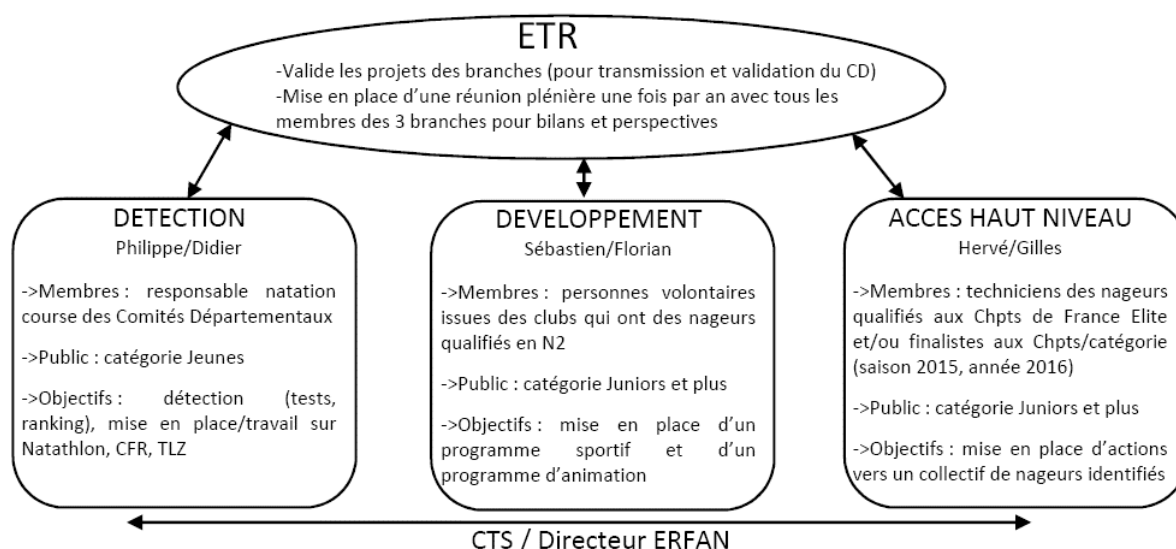 ETR
-Valide les projets des branches (pour transmission et validation du CD)
-Mise en place d'une réunion plénière une fois par an avec tous les
membres des 3 branches pour bilans et perspectives
DETECTION
Philippe/Didier
->Membres : responsable natation
course des Comités Départementaux
->Public : catégorie Jeunes
->Objectifs : détection (tests,
ranking), mise en place/travail sur
Natathlon, CFR, TLZ
DEVELOPPEMENT
Sébastien/Florian
->Membres : personnes volontaires
issues des clubs qui ont des nageurs
qualifiés en N2
->Public : catégorie Juniors et plus
->Objectifs : mise en place d'un
programme sportif et d'un
programme d'animation
ACCES HAUT NIVEAU
Hervé/Gilles
->Membres : techniciens des nageurs
qualifiés aux Chpts de France Elite
et/ou finalistes aux Chpts/catégorie
(saison 2015, année 2016)
->Public : catégorie Juniors et plus
->Objectifs : mise en place d'actions
vers un collectif de nageurs identifiés
CTS / Directeur ERFAN